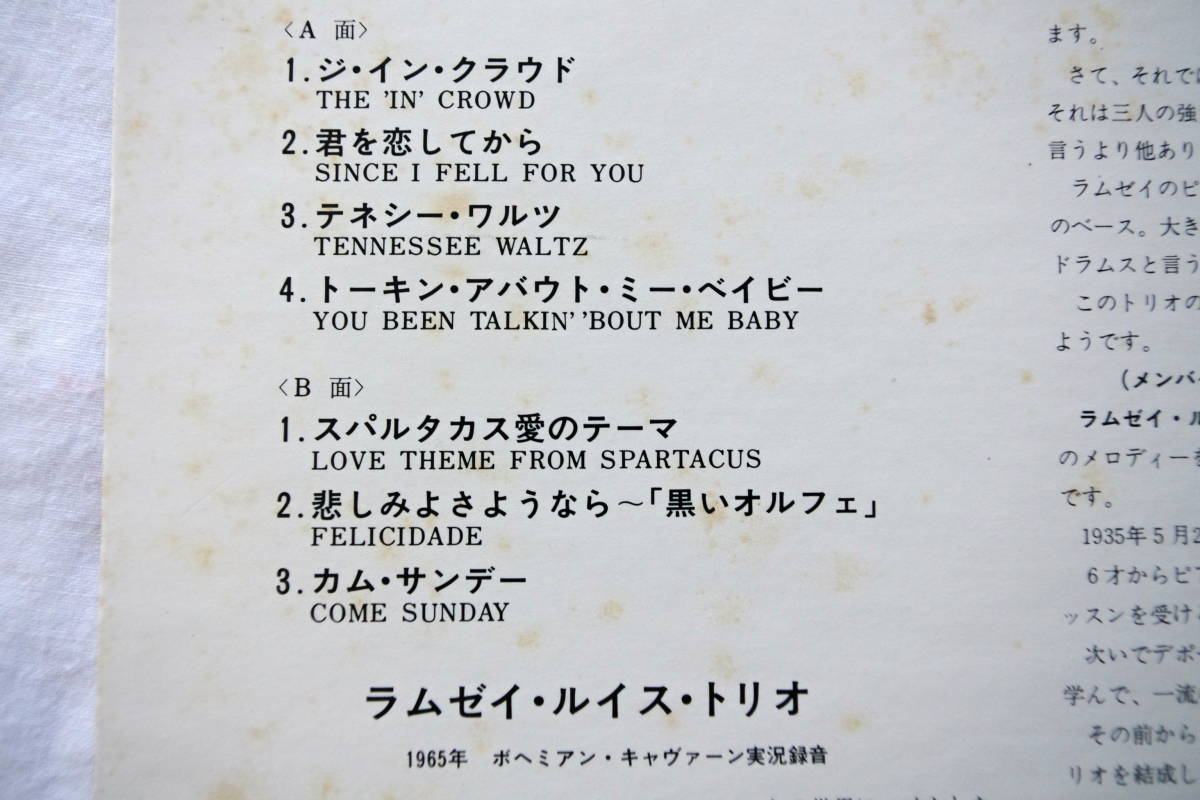 〈A 面〉
1.ジ・イン・クラウド
THE 'IN' CROWD
2.君を恋してから
SINCE I FELL FOR YOU
3.テネシー・ワルツ
TENNESSEE WALTZ
4.トーキン・アバウト・ミー・ベイビー
YOU BEEN TALKIN' 'BOUT ME BABY
〈B 面〉
1.スパルタカス愛のテーマ
LOVE THEME FROM SPARTACUS
2.悲しみよさようなら〜「黒いオルフェ」
FELICIDADE
3.カム・サンデー
COME SUNDAY
ラムゼイ・ルイス・トリオ
1965年 ボヘミアン・キャヴァーン実況録音
ます。
さて、それで
それは三人の強
言うより他あり
ラムゼイのピ
のベース。大き
ドラムスと言う
このトリオの
ようです。
(メンバ
ラムゼイ・ル
のメロディー
です。
1935年5月2
6才からピ
ッスンを受け
次いでデポ
学んで、一流
その前から
リオを結成し